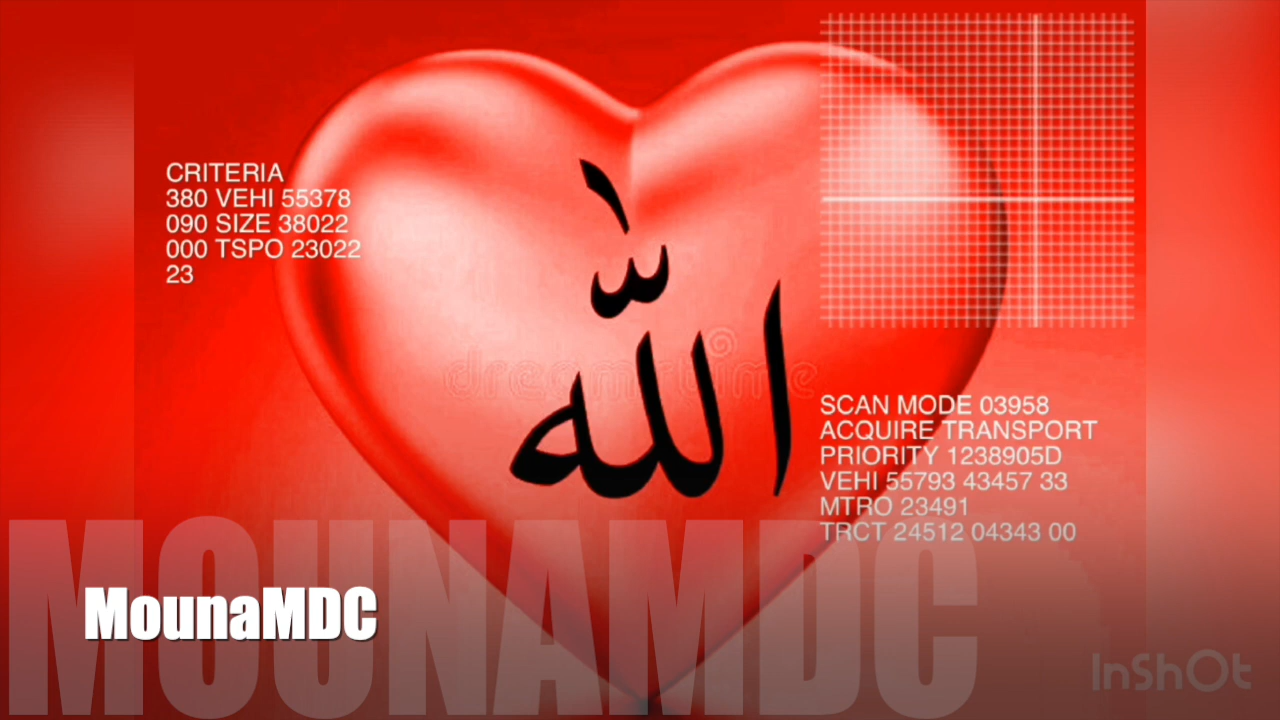 CRITERIA
380 VEHI 55378
090 SIZE 38022
000 TSPO 23022
23
الله
dreamstime
SCAN MODE 03958
ACQUIRE TRANSPORT
PRIORITY 1238905D
VEHI 55793 43457 33
MTRO 23491
TRCT 24512 04343 00
MOUNAMDC
MounaMDC
InShOt